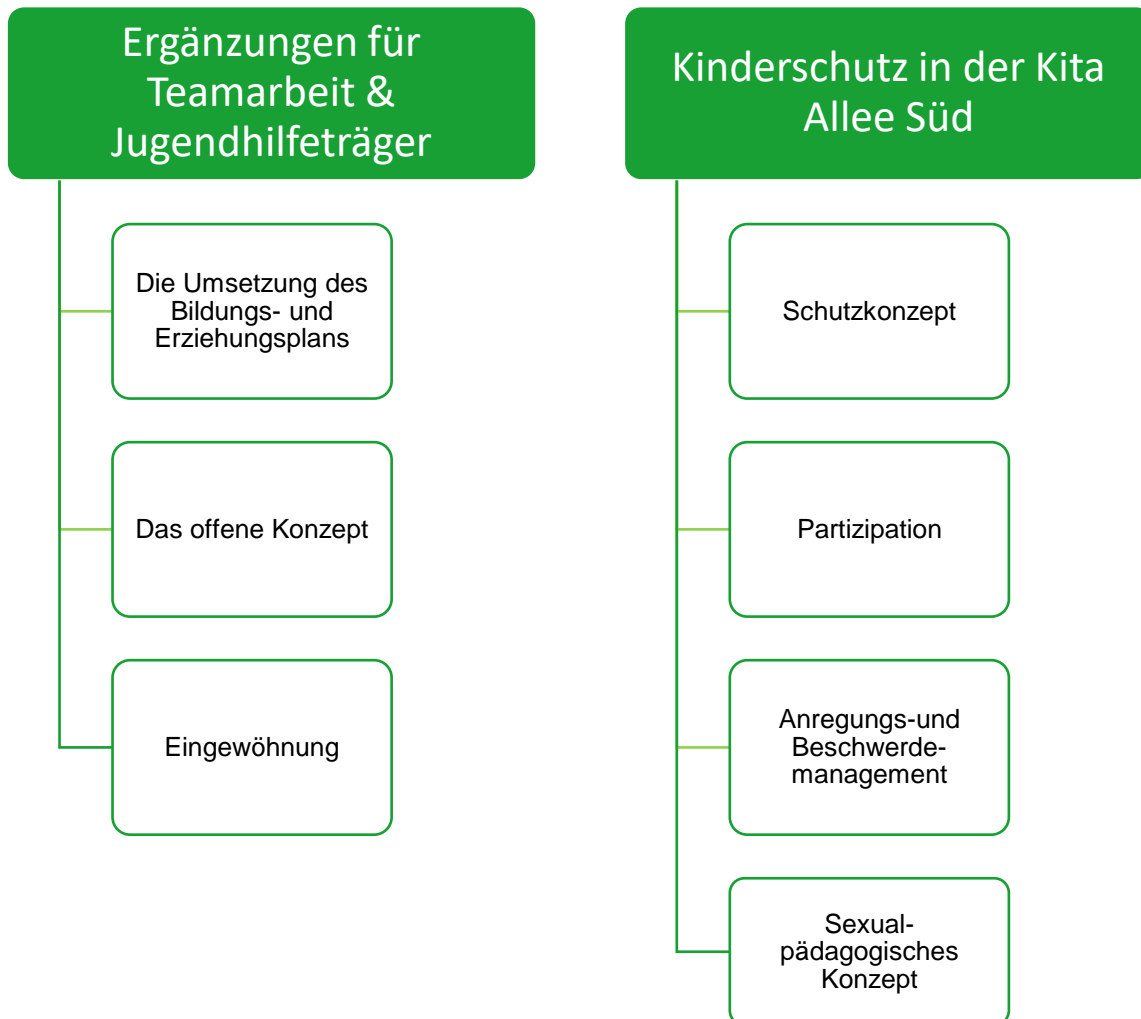 Ergänzungen für
Teamarbeit &
Jugendhilfeträger
Die Umsetzung des
Bildungs- und
Erziehungsplans
Das offene Konzept
Eingewöhnung
Kinderschutz in der Kita
Allee Süd
Schutzkonzept
Partizipation
Anregungs-und
Beschwerde-
management
Sexual-
pädagogisches
Konzept